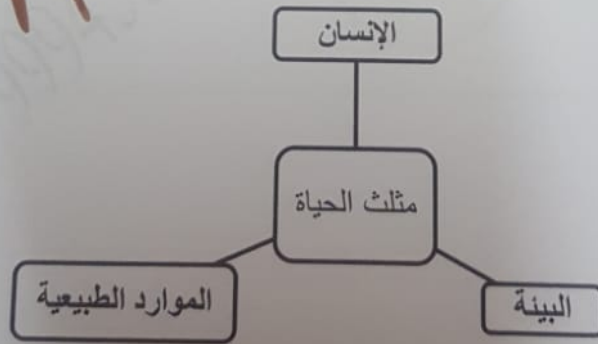 الإنسان
مثلث الحياة
البيئة
الموارد الطبيعية